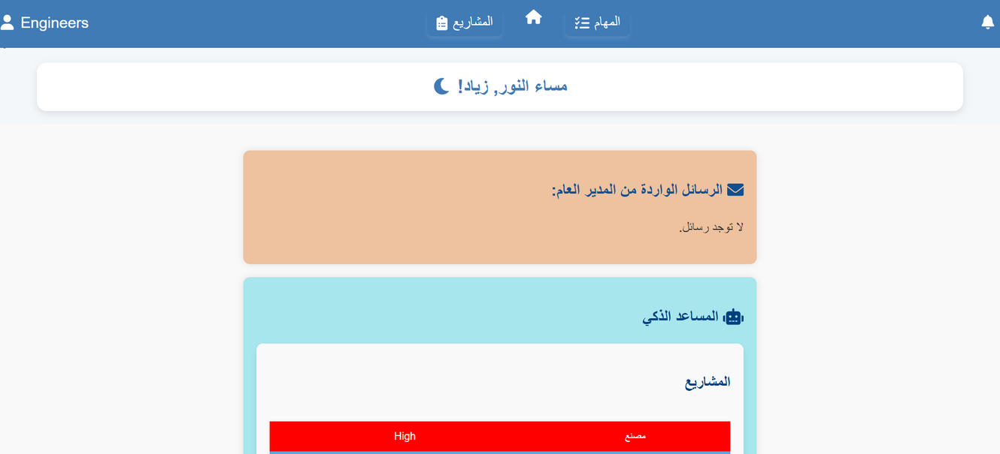 Engineers
المشاريع
المهام
مساء النور, زياد!
الرسائل الواردة من المدير العام:
لا توجد رسائل.
المساعد الذكي
المشاريع
مصنع High